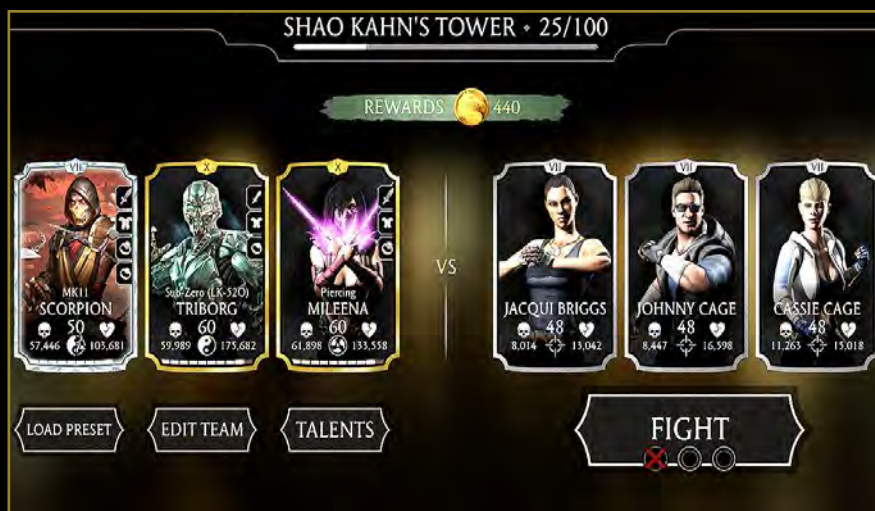 SHAO KAHN'S TOWER • 25/100
REWARDS 440
VII
X
X
VII
VII
VII
MK11
SCORPION
50
57,446 103,681
Sub-Zero (LK-52O)
TRIBORG
60
59,989 175,682
Piercing
MILEENA
60
61,898 133,558
VS
JACQUI BRIGGS
48
8,014 13,042
JOHNNY CAGE
48
8,447 16,598
CASSIE CAGE
48
11,263 15,018
LOAD PRESET
EDIT TEAM
TALENTS
FIGHT